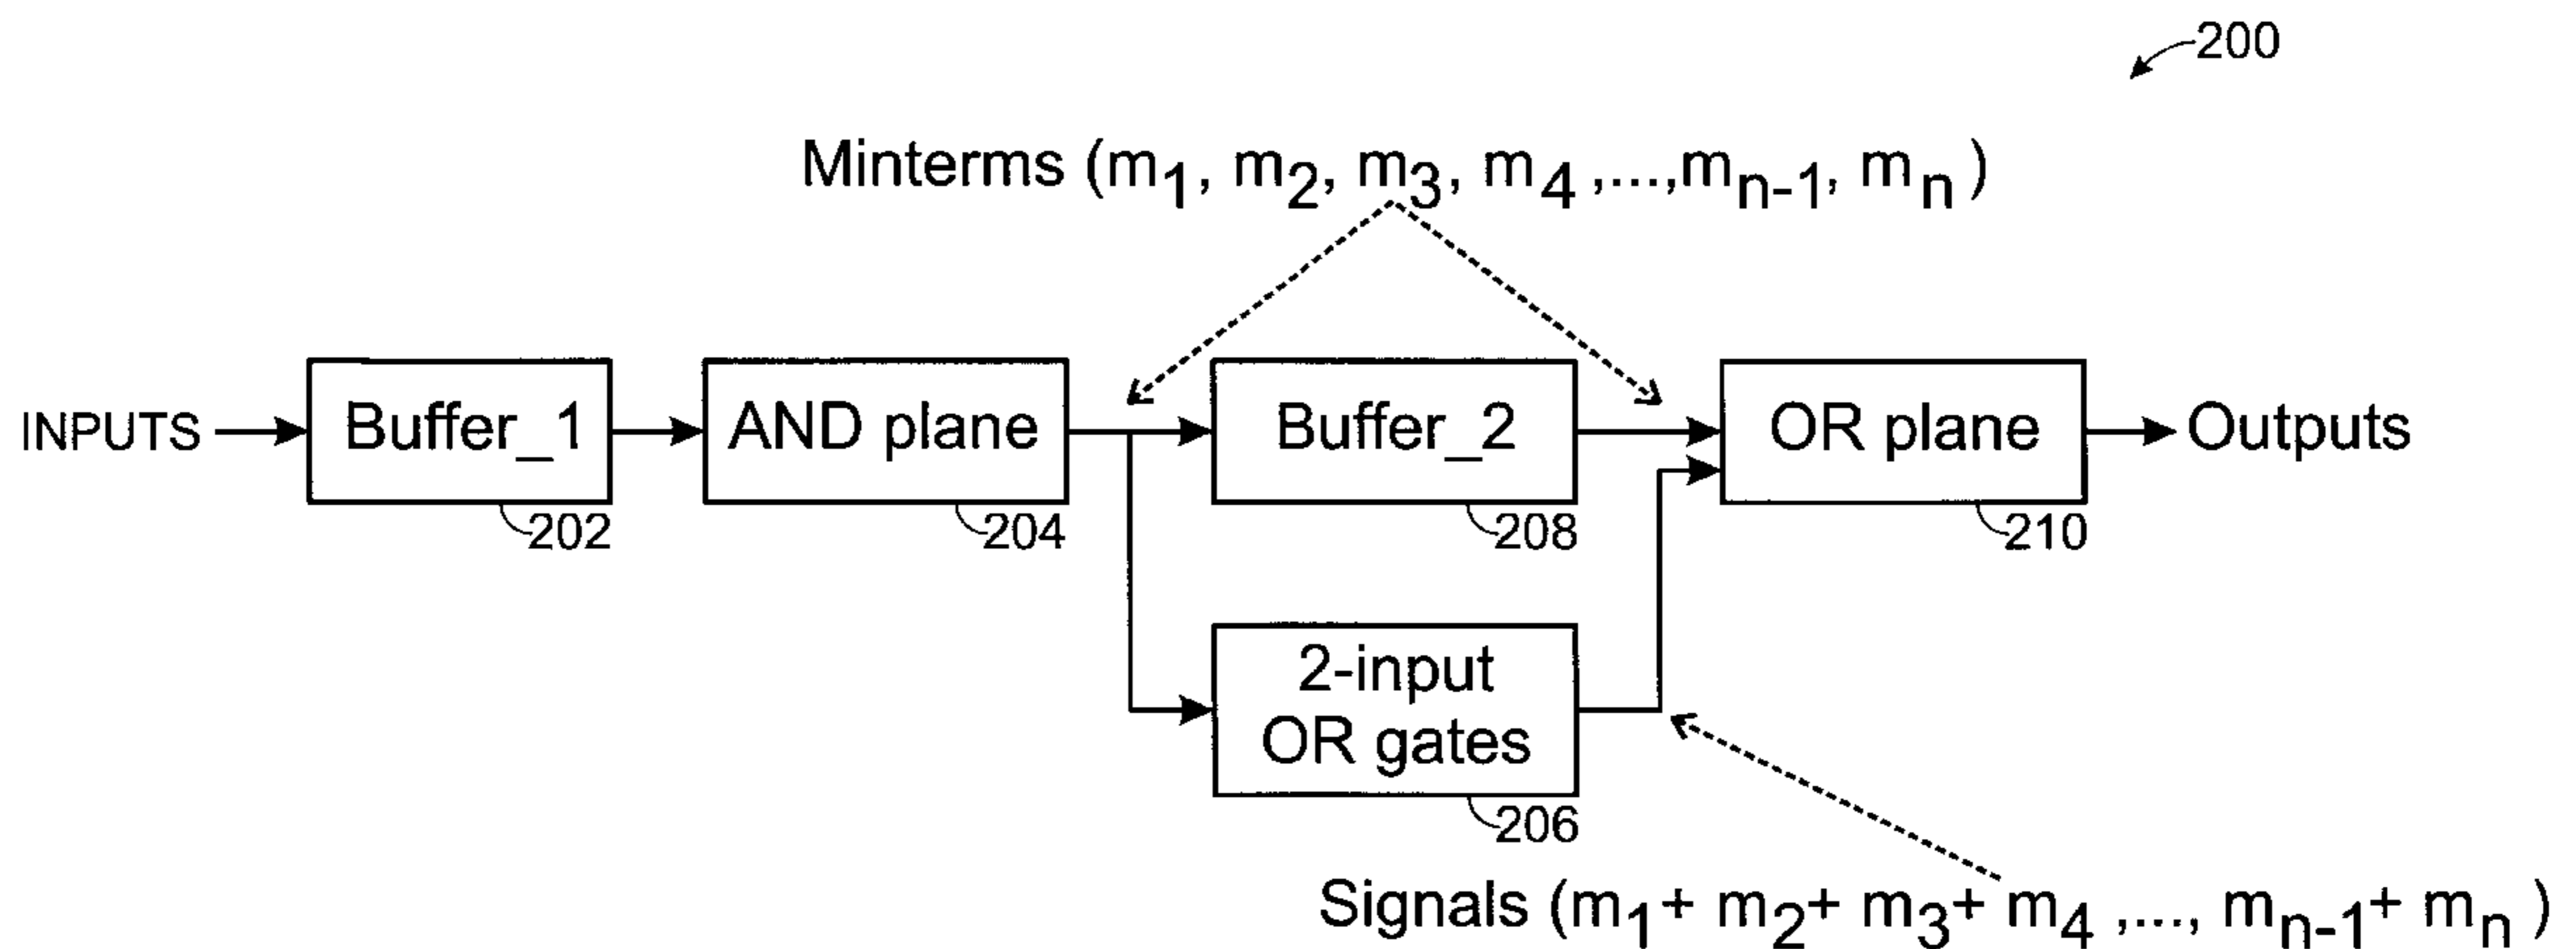 200
Minterms (m1, m2, m3, m4 ,...,mn-1, mn )
INPUTS
Buffer_1
AND plane
Buffer_2
OR plane
Outputs
202
204
208
210
2-input
OR gates
206
Signals (m1+ m2+ m3+ m4 ,..., mn-1+ mn )